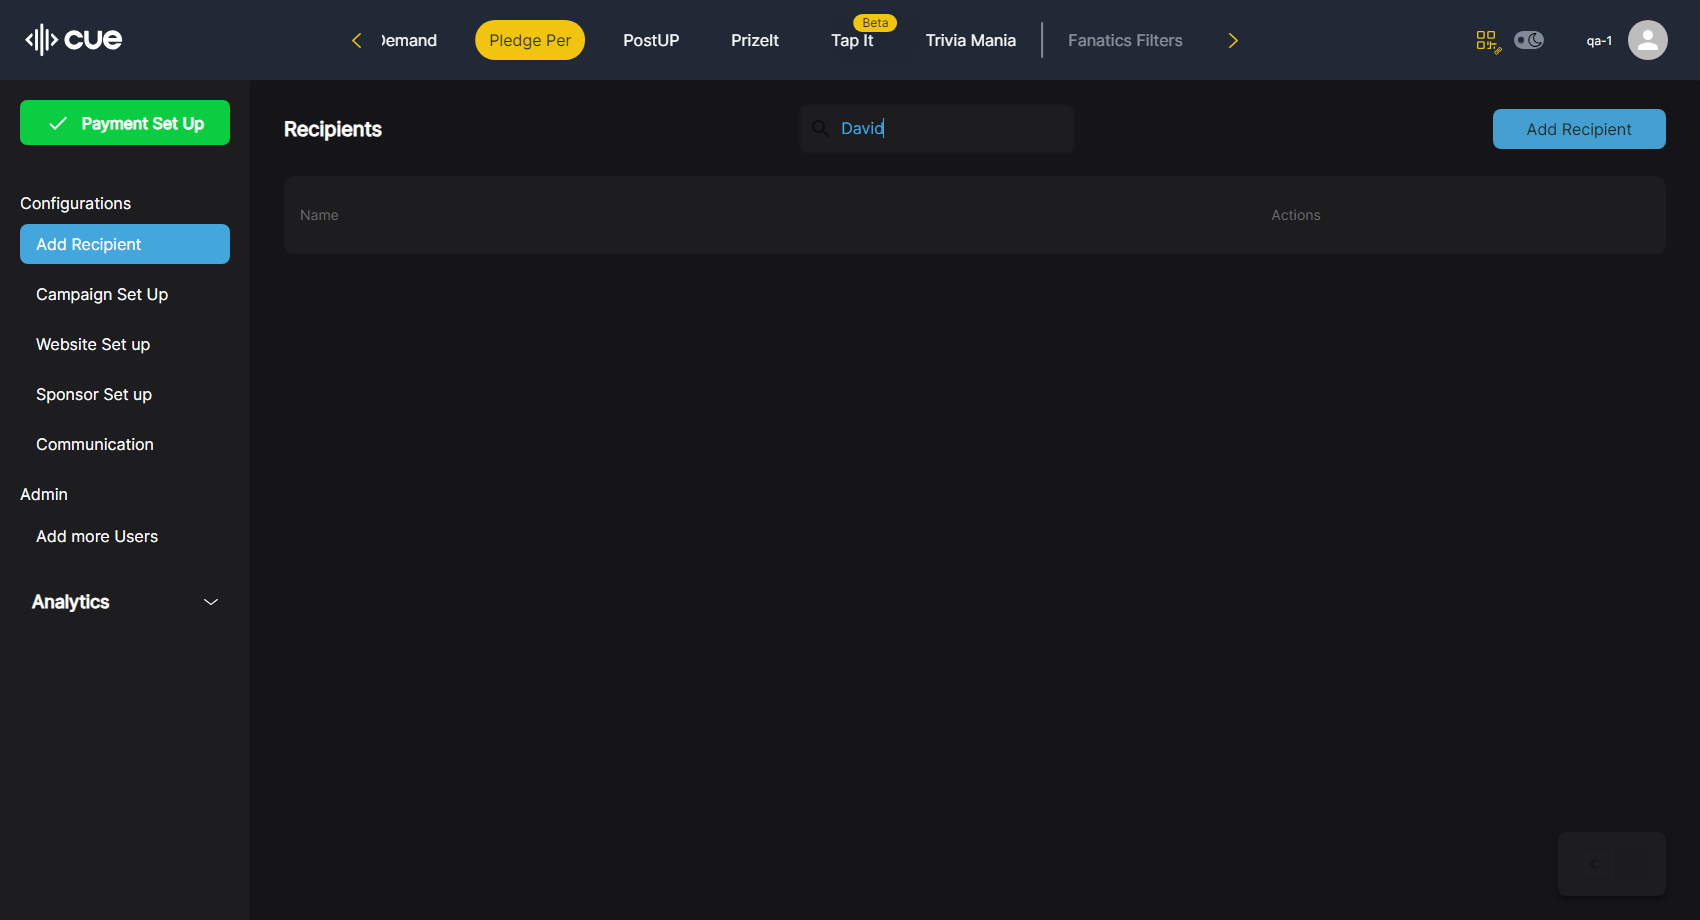 cue
Demand
Pledge Per
PostUP
PrizeIt
Beta
Tap It
Trivia Mania
Fanatics Filters
qa-1
Payment Set Up
Configurations
Add Recipient
Campaign Set Up
Website Set up
Sponsor Set up
Communication
Admin
Add more Users
Analytics
Recipients
David
Add Recipient
Name
Actions